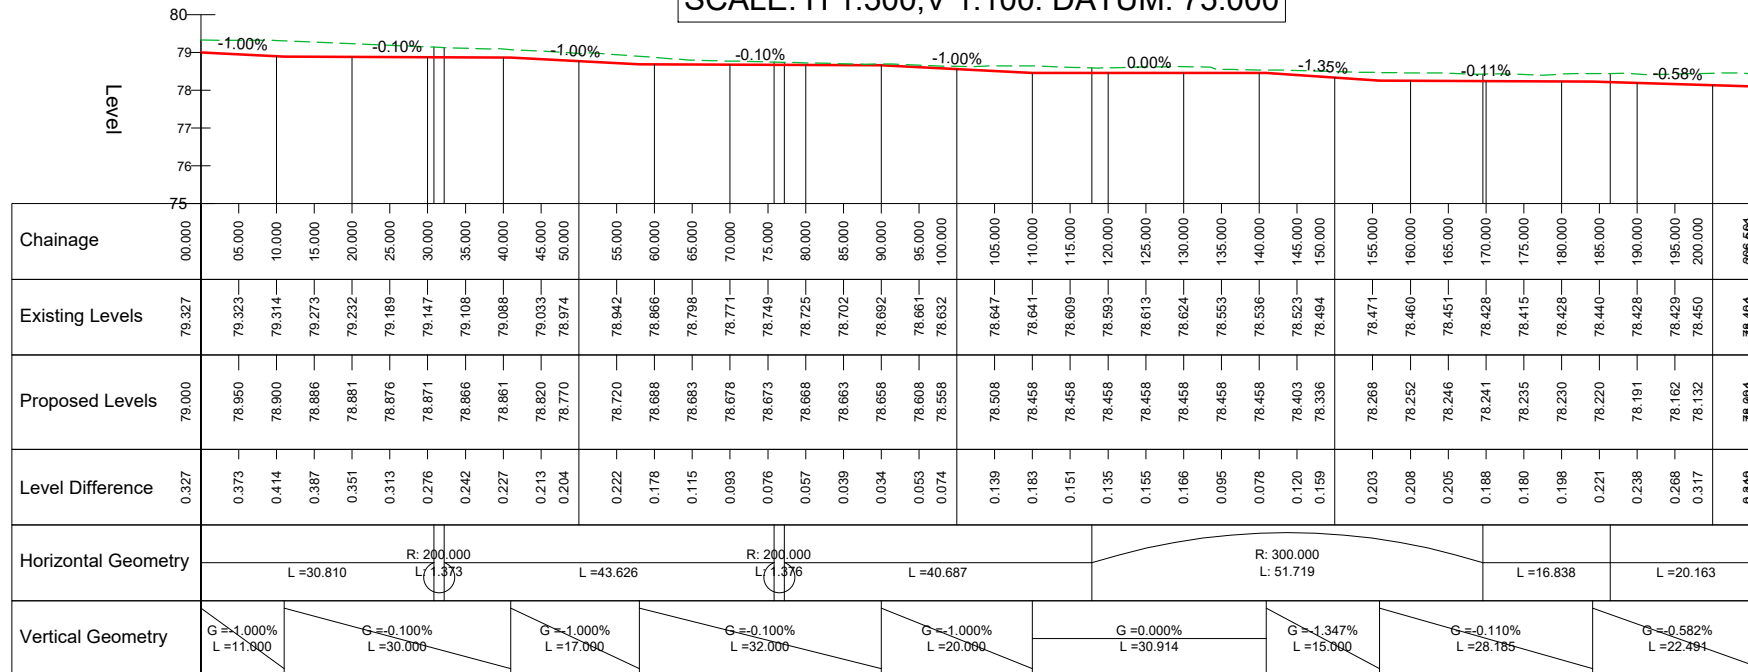 SCALE: H 1:500,V 1:100. DATUM: 75.000
80
79
78
77
76
75
Level
-1.00% -0.10% -1.00% -0.10% -1.00% 0.00% -1.35% -0.11% -0.58%
Chainage 00.000 05.000 10.000 15.000 20.000 25.000 30.000 35.000 40.000 45.000 50.000 55.000 60.000 65.000 70.000 75.000 80.000 85.000 90.000 95.000 100.000 105.000 110.000 115.000 120.000 125.000 130.000 135.000 140.000 145.000 150.000 155.000 160.000 165.000 170.000 175.000 180.000 185.000 190.000 195.000 200.000
Existing Levels 79.327 79.323 79.314 79.273 79.232 79.189 79.147 79.108 79.088 79.033 78.974 78.942 78.866 78.798 78.771 78.749 78.725 78.702 78.692 78.661 78.632 78.647 78.641 78.609 78.593 78.613 78.624 78.553 78.536 78.523 78.494 78.471 78.460 78.451 78.428 78.415 78.428 78.440 78.428 78.429 78.450
Proposed Levels 79.000 78.950 78.900 78.886 78.881 78.876 78.871 78.866 78.861 78.820 78.770 78.720 78.688 78.683 78.678 78.673 78.668 78.663 78.658 78.608 78.558 78.508 78.458 78.458 78.458 78.458 78.458 78.458 78.458 78.403 78.336 78.268 78.252 78.246 78.241 78.235 78.230 78.220 78.191 78.162 78.132
Level Difference 0.327 0.373 0.414 0.387 0.351 0.313 0.276 0.242 0.227 0.213 0.204 0.222 0.178 0.115 0.093 0.076 0.057 0.039 0.034 0.053 0.074 0.139 0.183 0.151 0.135 0.155 0.166 0.095 0.078 0.120 0.159 0.203 0.208 0.205 0.188 0.180 0.198 0.221 0.238 0.268 0.317
Horizontal Geometry
R: 200.000 R: 200.000 R: 300.000
L =30.810 L: 1.373 L =43.626 L: 1.376 L =40.687 L: 51.719 L =16.838 L =20.163
Vertical Geometry
G =-1.000% G =-0.100% G =-1.000% G =-0.100% G =-1.000% G =0.000% G =-1.347% G =-0.110% G =-0.582%
L =11.000 L =30.000 L =17.000 L =32.000 L =20.000 L =30.914 L =15.000 L =28.185 L =22.491